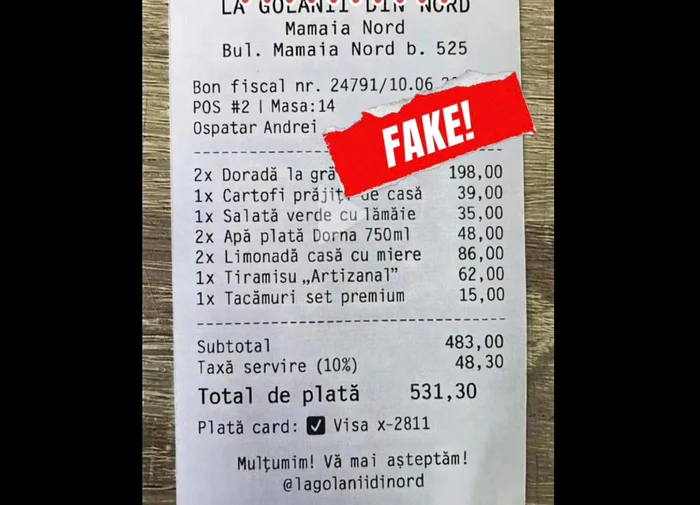 LA GOLANII DIN NORD
Mamaia Nord
Bul. Mamaia Nord b. 525
Bon fiscal nr. 24791/10.06
POS #2 | Masa:14
Ospatar Andrei
FAKE!
2x Doradă la 198,00
1x Cartofi prăjiți de casă 39,00
1x Salată verde cu lămâie 35,00
2x Apă plată Dorna 750ml 48,00
2x Limonadă casă cu miere 86,00
1x Tiramisu „Artizanal” 62,00
1x Tacămuri set premium 15,00
Subtotal 483,00
Taxă servire (10%) 48,30
Total de plată 531,30
Plată card: ☑ Visa x-2811
Mulțumim! Vă mai așteptăm!
@lagolaniidinord